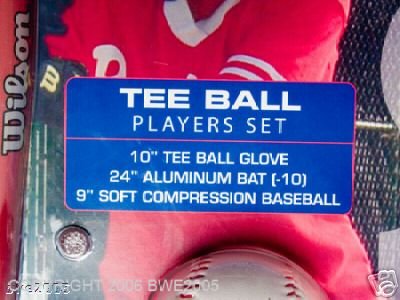 Wilson
W
TEE BALL
PLAYERS SET
10" TEE BALL GLOVE
24" ALUMINUM BAT (-10)
9" SOFT COMPRESSION BASEBALL
COPYRIGHT 2006 BWE2005
bwe2005